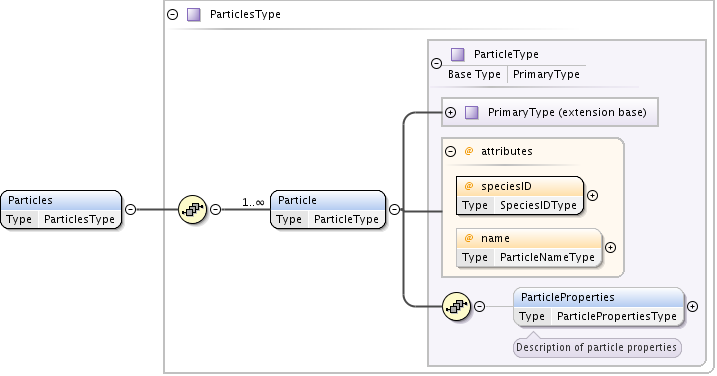 ParticlesType
ParticleType
Base Type PrimaryType
PrimaryType (extension base)
@ attributes
@ speciesID
Type SpeciesIDType
@ name
Type ParticleNameType
Particles
Type ParticlesType
1..∞
Particle
Type ParticleType
ParticleProperties
Type ParticlePropertiesType
Description of particle properties